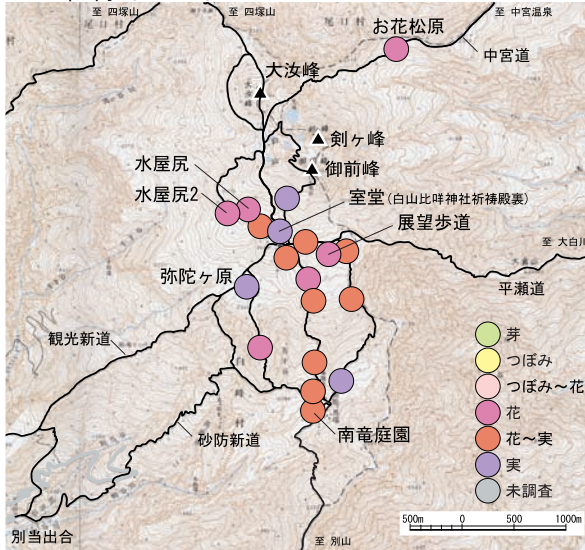 至 四塚山
至 四塚山
至 中宮温泉
お花松原
中宮道
大汝峰
剣ヶ峰
御前峰
水屋尻
水屋尻2
室堂(白山比咩神社祈祷殿裏)
展望歩道
至 大白川
平瀬道
弥陀ヶ原
観光新道
砂防新道
南竜庭園
別当出合
至 別山
芽
つぼみ
つぼみ～花
花
花～実
実
未調査
500m 0 500 1000m